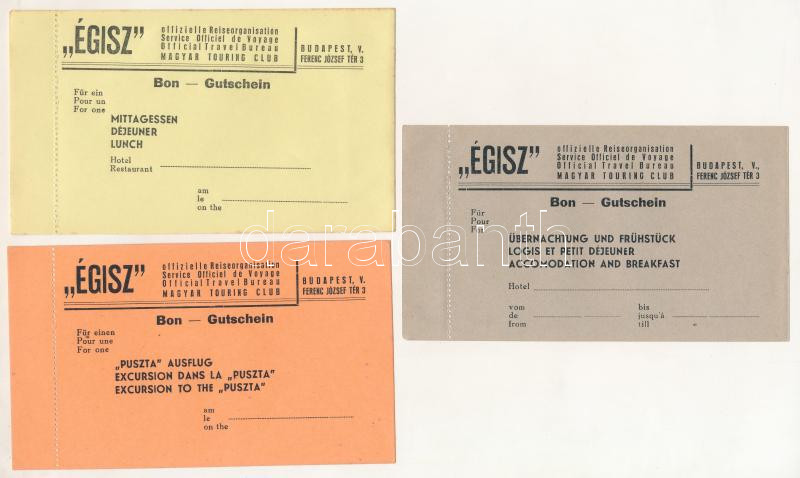 „ÉGISZ”
offizielle Reiseorganisation
Service Officiel de Voyage
Official Travel Bureau
MAGYAR TOURING CLUB
BUDAPEST, V.
FERENC JÓZSEF TÉR 3
Bon — Gutschein
Für ein
Pour un
For one
MITTAGESSEN
DÉJEUNER
LUNCH
Hotel
Restaurant
am
le
on the
„ÉGISZ”
offizielle Reiseorganisation
Service Officiel de Voyage
Official Travel Bureau
MAGYAR TOURING CLUB
BUDAPEST, V.
FERENC JÓZSEF TÉR 3
Bon — Gutschein
Für einen
Pour une
For one
„PUSZTA” AUSFLUG
EXCURSION DANS LA „PUSZTA”
EXCURSION TO THE „PUSZTA”
am
le
on the
„ÉGISZ”
offizielle Reiseorganisation
Service Officiel de Voyage
Official Travel Bureau
MAGYAR TOURING CLUB
BUDAPEST, V.,
FERENC JÓZSEF TÉR 3
Bon — Gutschein
Für
Pour
For
ÜBERNACHTUNG UND FRÜHSTÜCK
LOGIS ET PETIT DÉJEUNER
ACCOMODATION AND BREAKFAST
Hotel
vom bis
de jusqu'à
from till
darabanth